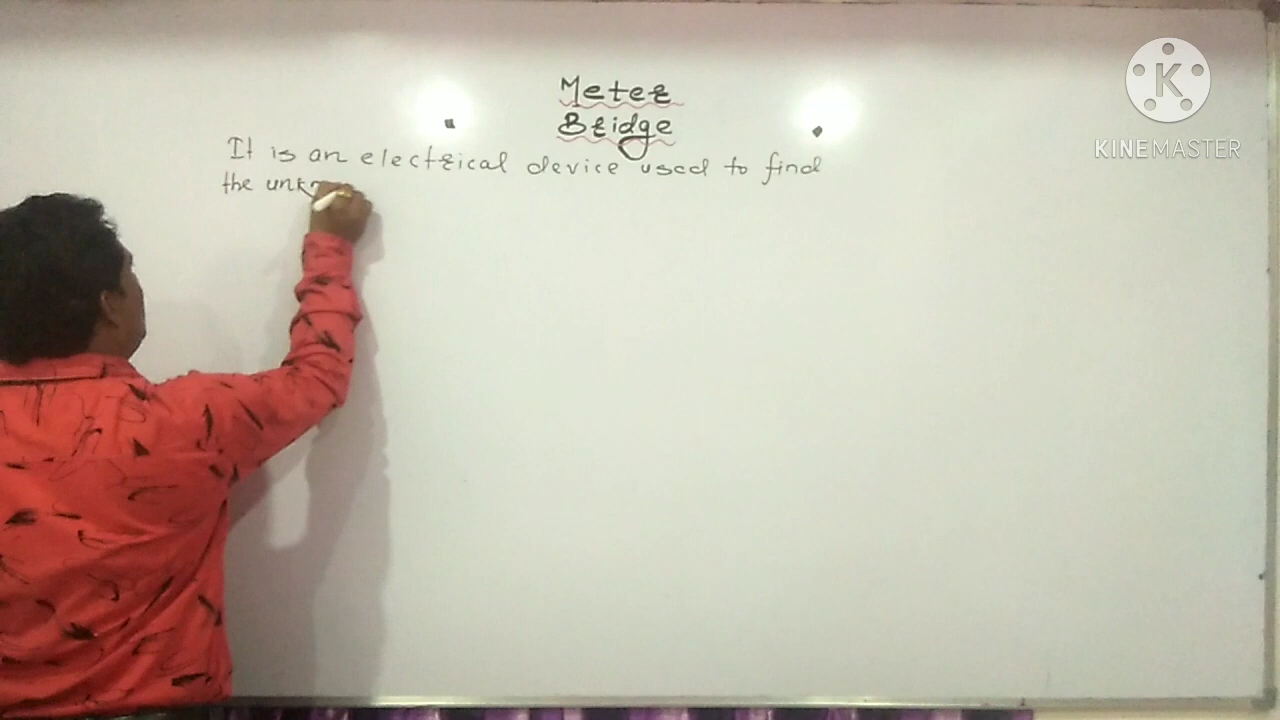 Meter
Bridge
It is an electrical device used to find
the
K
KINEMASTER